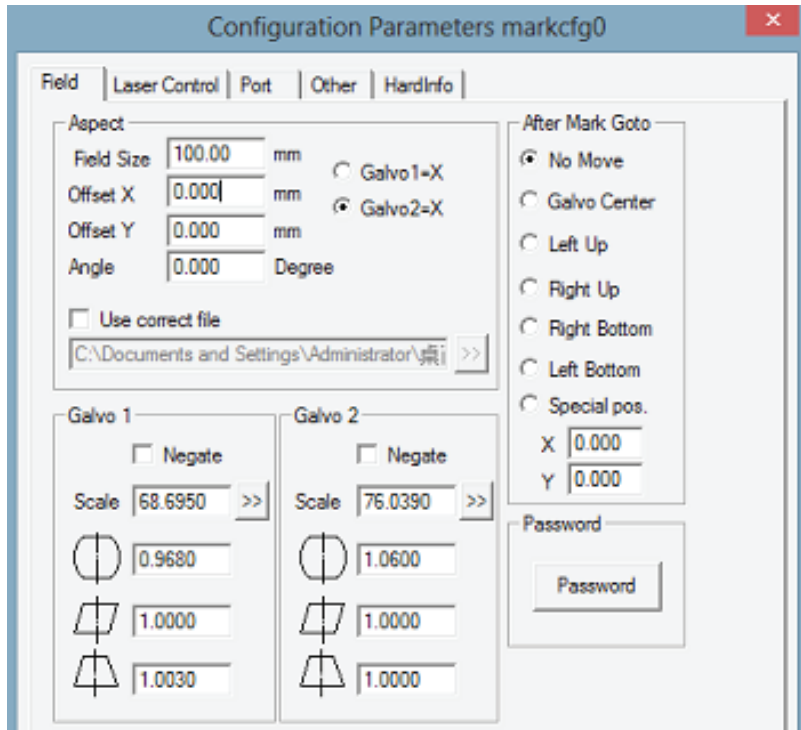 Configuration Parameters markcfg0
Field Laser Control Port Other HardInfo
Aspect
Field Size 100.00 mm
Offset X 0.000 mm
Offset Y 0.000 mm
Angle 0.000 Degree
Galvo1=X
Galvo2=X
Use correct file
C:\Documents and Settings\Administrator\桌 >>
Galvo 1
Negate
Scale 68.6950 >>
0.9680
1.0000
1.0030
Galvo 2
Negate
Scale 76.0390 >>
1.0600
1.0000
1.0000
After Mark Goto
No Move
Galvo Center
Left Up
Right Up
Right Bottom
Left Bottom
Special pos.
X 0.000
Y 0.000
Password
Password